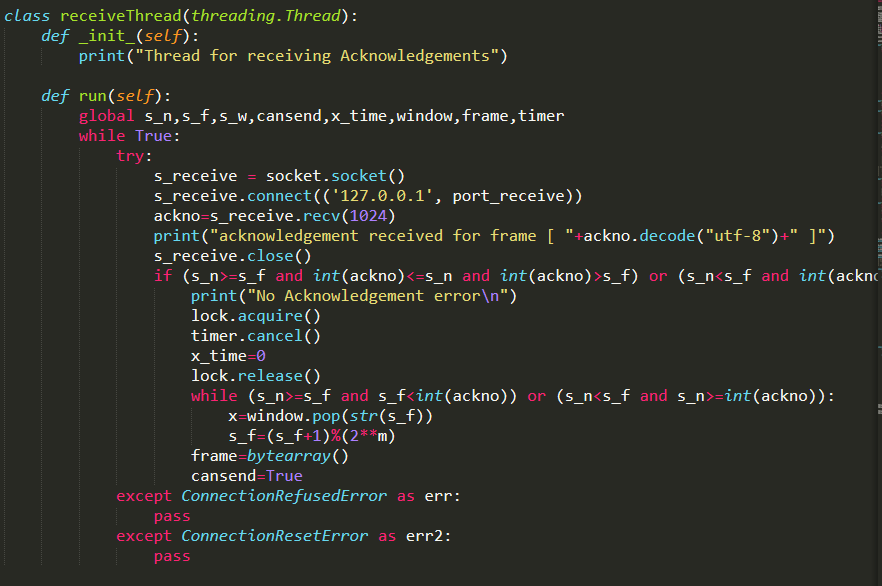 class receiveThread(threading.Thread):
    def _init_(self):
        print("Thread for receiving Acknowledgements")

    def run(self):
        global s_n,s_f,s_w,cansend,x_time,window,frame,timer
        while True:
            try:
                s_receive = socket.socket()
                s_receive.connect(('127.0.0.1', port_receive))
                ackno=s_receive.recv(1024)
                print("acknowledgement received for frame [ "+ackno.decode("utf-8")+" ]")
                s_receive.close()
                if (s_n>=s_f and int(ackno)<=s_n and int(ackno)>s_f) or (s_n<s_f and int(ackno
                    print("No Acknowledgement error\n")
                    lock.acquire()
                    timer.cancel()
                    x_time=0
                    lock.release()
                    while (s_n>=s_f and s_f<int(ackno)) or (s_n<s_f and s_n>=int(ackno)):
                        x=window.pop(str(s_f))
                        s_f=(s_f+1)%(2**m)
                    frame=bytearray()
                    cansend=True
            except ConnectionRefusedError as err:
                pass
            except ConnectionResetError as err2:
                pass